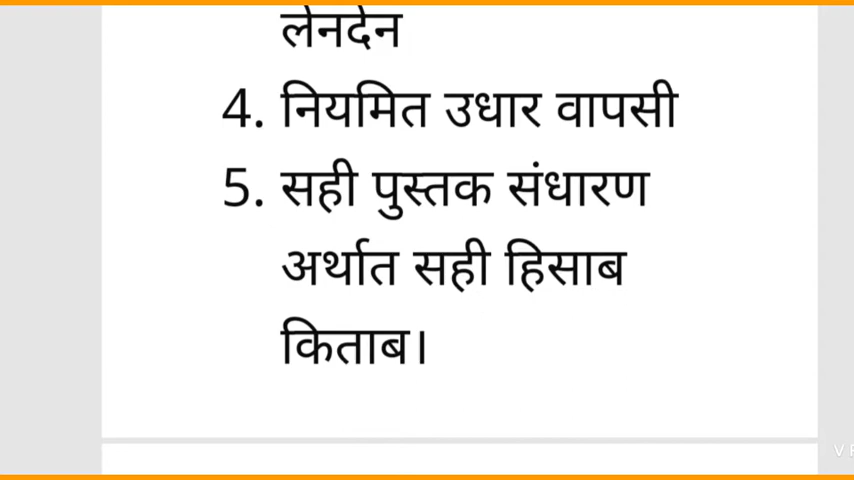 लेनदेन
4. नियमित उधार वापसी
5. सही पुस्तक संधारण
अर्थात सही हिसाब
किताब।